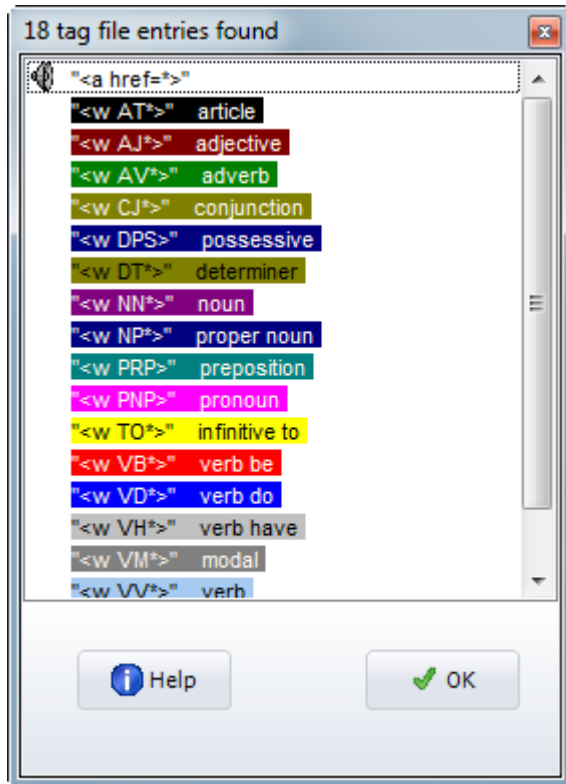 18 tag file entries found
"<a href=*>"
"<w AT*>" article
"<w AJ*>" adjective
"<w AV*>" adverb
"<w CJ*>" conjunction
"<w DPS>" possessive
"<w DT*>" determiner
"<w NN*>" noun
"<w NP*>" proper noun
"<w PRP>" preposition
"<w PNP>" pronoun
"<w TO*>" infinitive to
"<w VB*>" verb be
"<w VD*>" verb do
"<w VH*>" verb have
"<w VM*>" modal
"<w VV*>" verb
Help
OK